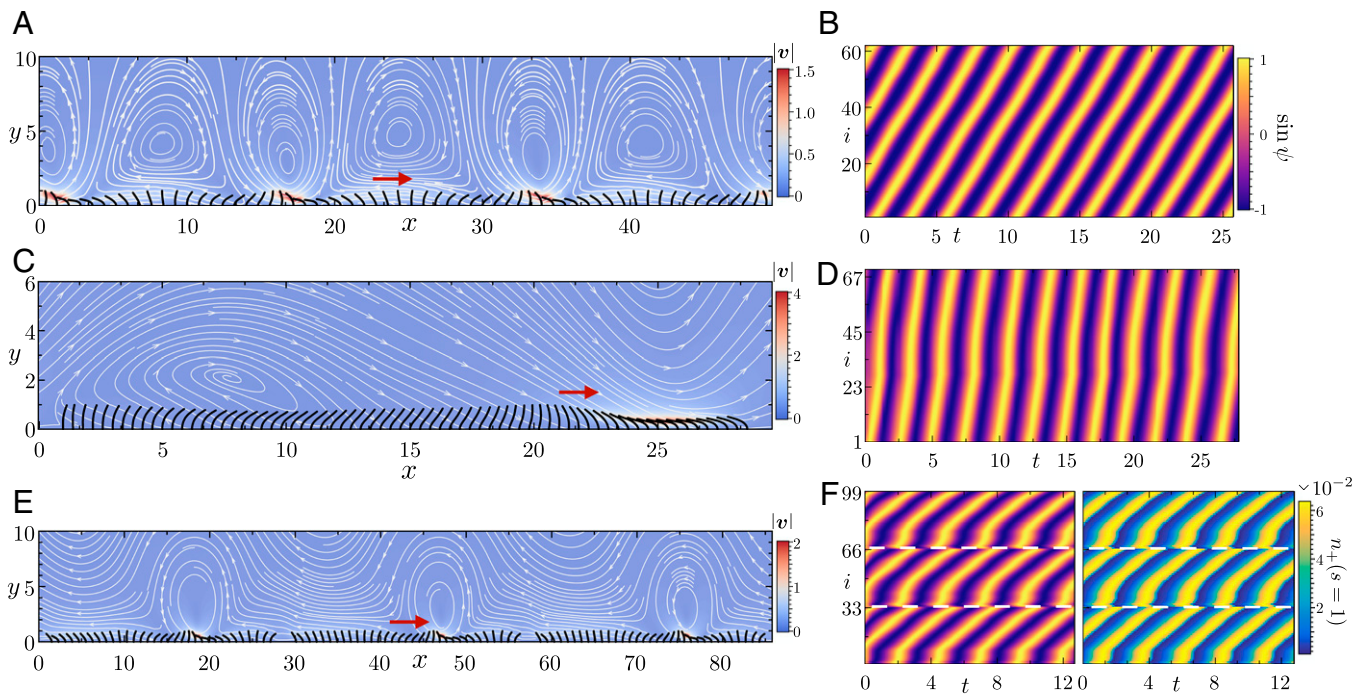 A
|v|
10
y 5
0
0 10 20 x 30 40
1.5
1.0
0.5
0
B
60
40
i
20
0 5 t 10 15 20 25
1
0
-1
sin ψ
C
|v|
6
4
y
2
0
0 5 10 15 20 25
x
4
2
0
D
67
45
i
23
1
0 5 10 t 15 20 25
E
|v|
10
y 5
0
0 10 20 30 40 x 50 60 70 80
2
1
0
F
99
66
i
33
0 4 t 8 12
0 4 t 8 12
×10⁻²
6
4
2
n₊(s = 1)